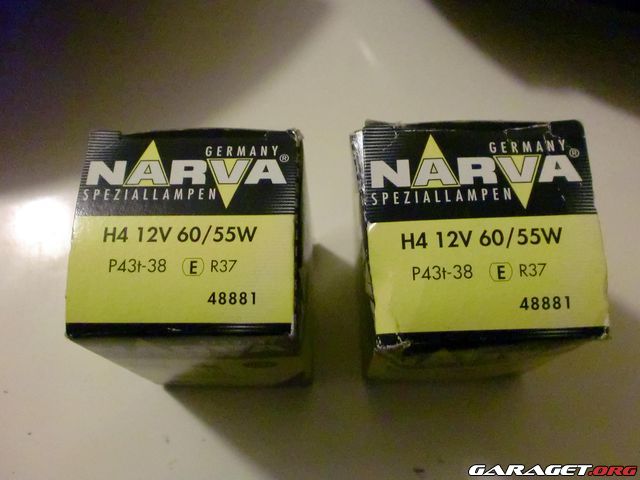 GERMANY
NARVA®
SPEZIALLAMPEN
H4 12V 60/55W
P43t-38 E R37
48881
GERMANY
NARVA®
SPEZIALLAMPEN
H4 12V 60/55W
P43t-38 E R37
48881
GARAGET.ORG